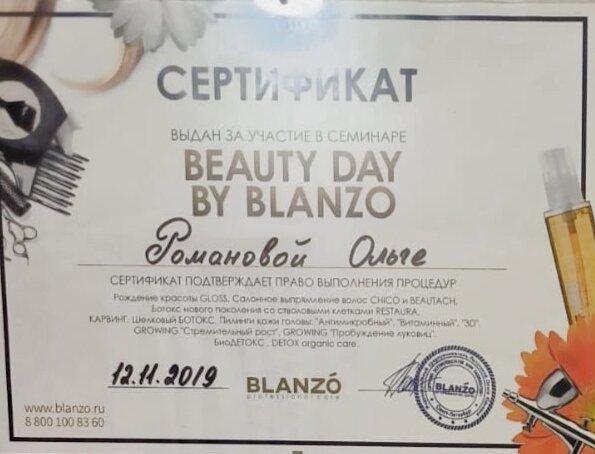 СЕРТИФИКАТ
ВЫДАН ЗА УЧАСТИЕ В СЕМИНАРЕ
BEAUTY DAY
BY BLANZO
Романовой Ольге
СЕРТИФИКАТ ПОДТВЕРЖДАЕТ ПРАВО ВЫПОЛНЕНИЯ ПРОЦЕДУР
Рождение красоты GLOSS, Салонное выпрямление волос CHICO и BEAUTACH,
Ботокс нового поколения со стволовыми клетками RESTAURA,
КАРВИНГ, Шелковый БОТОКС, Пилинги кожи головы: "Антимикробный", "Витаминный", "3D"
GROWING "Стремительный рост", GROWING "Пробуждение луковиц",
БиоДЕТОКС, DETOX organic care.
12.11.2019
BLANZÓ
professional care
BLANZO
Санкт-Петербург
www.blanzo.ru
8 800 100 83 60